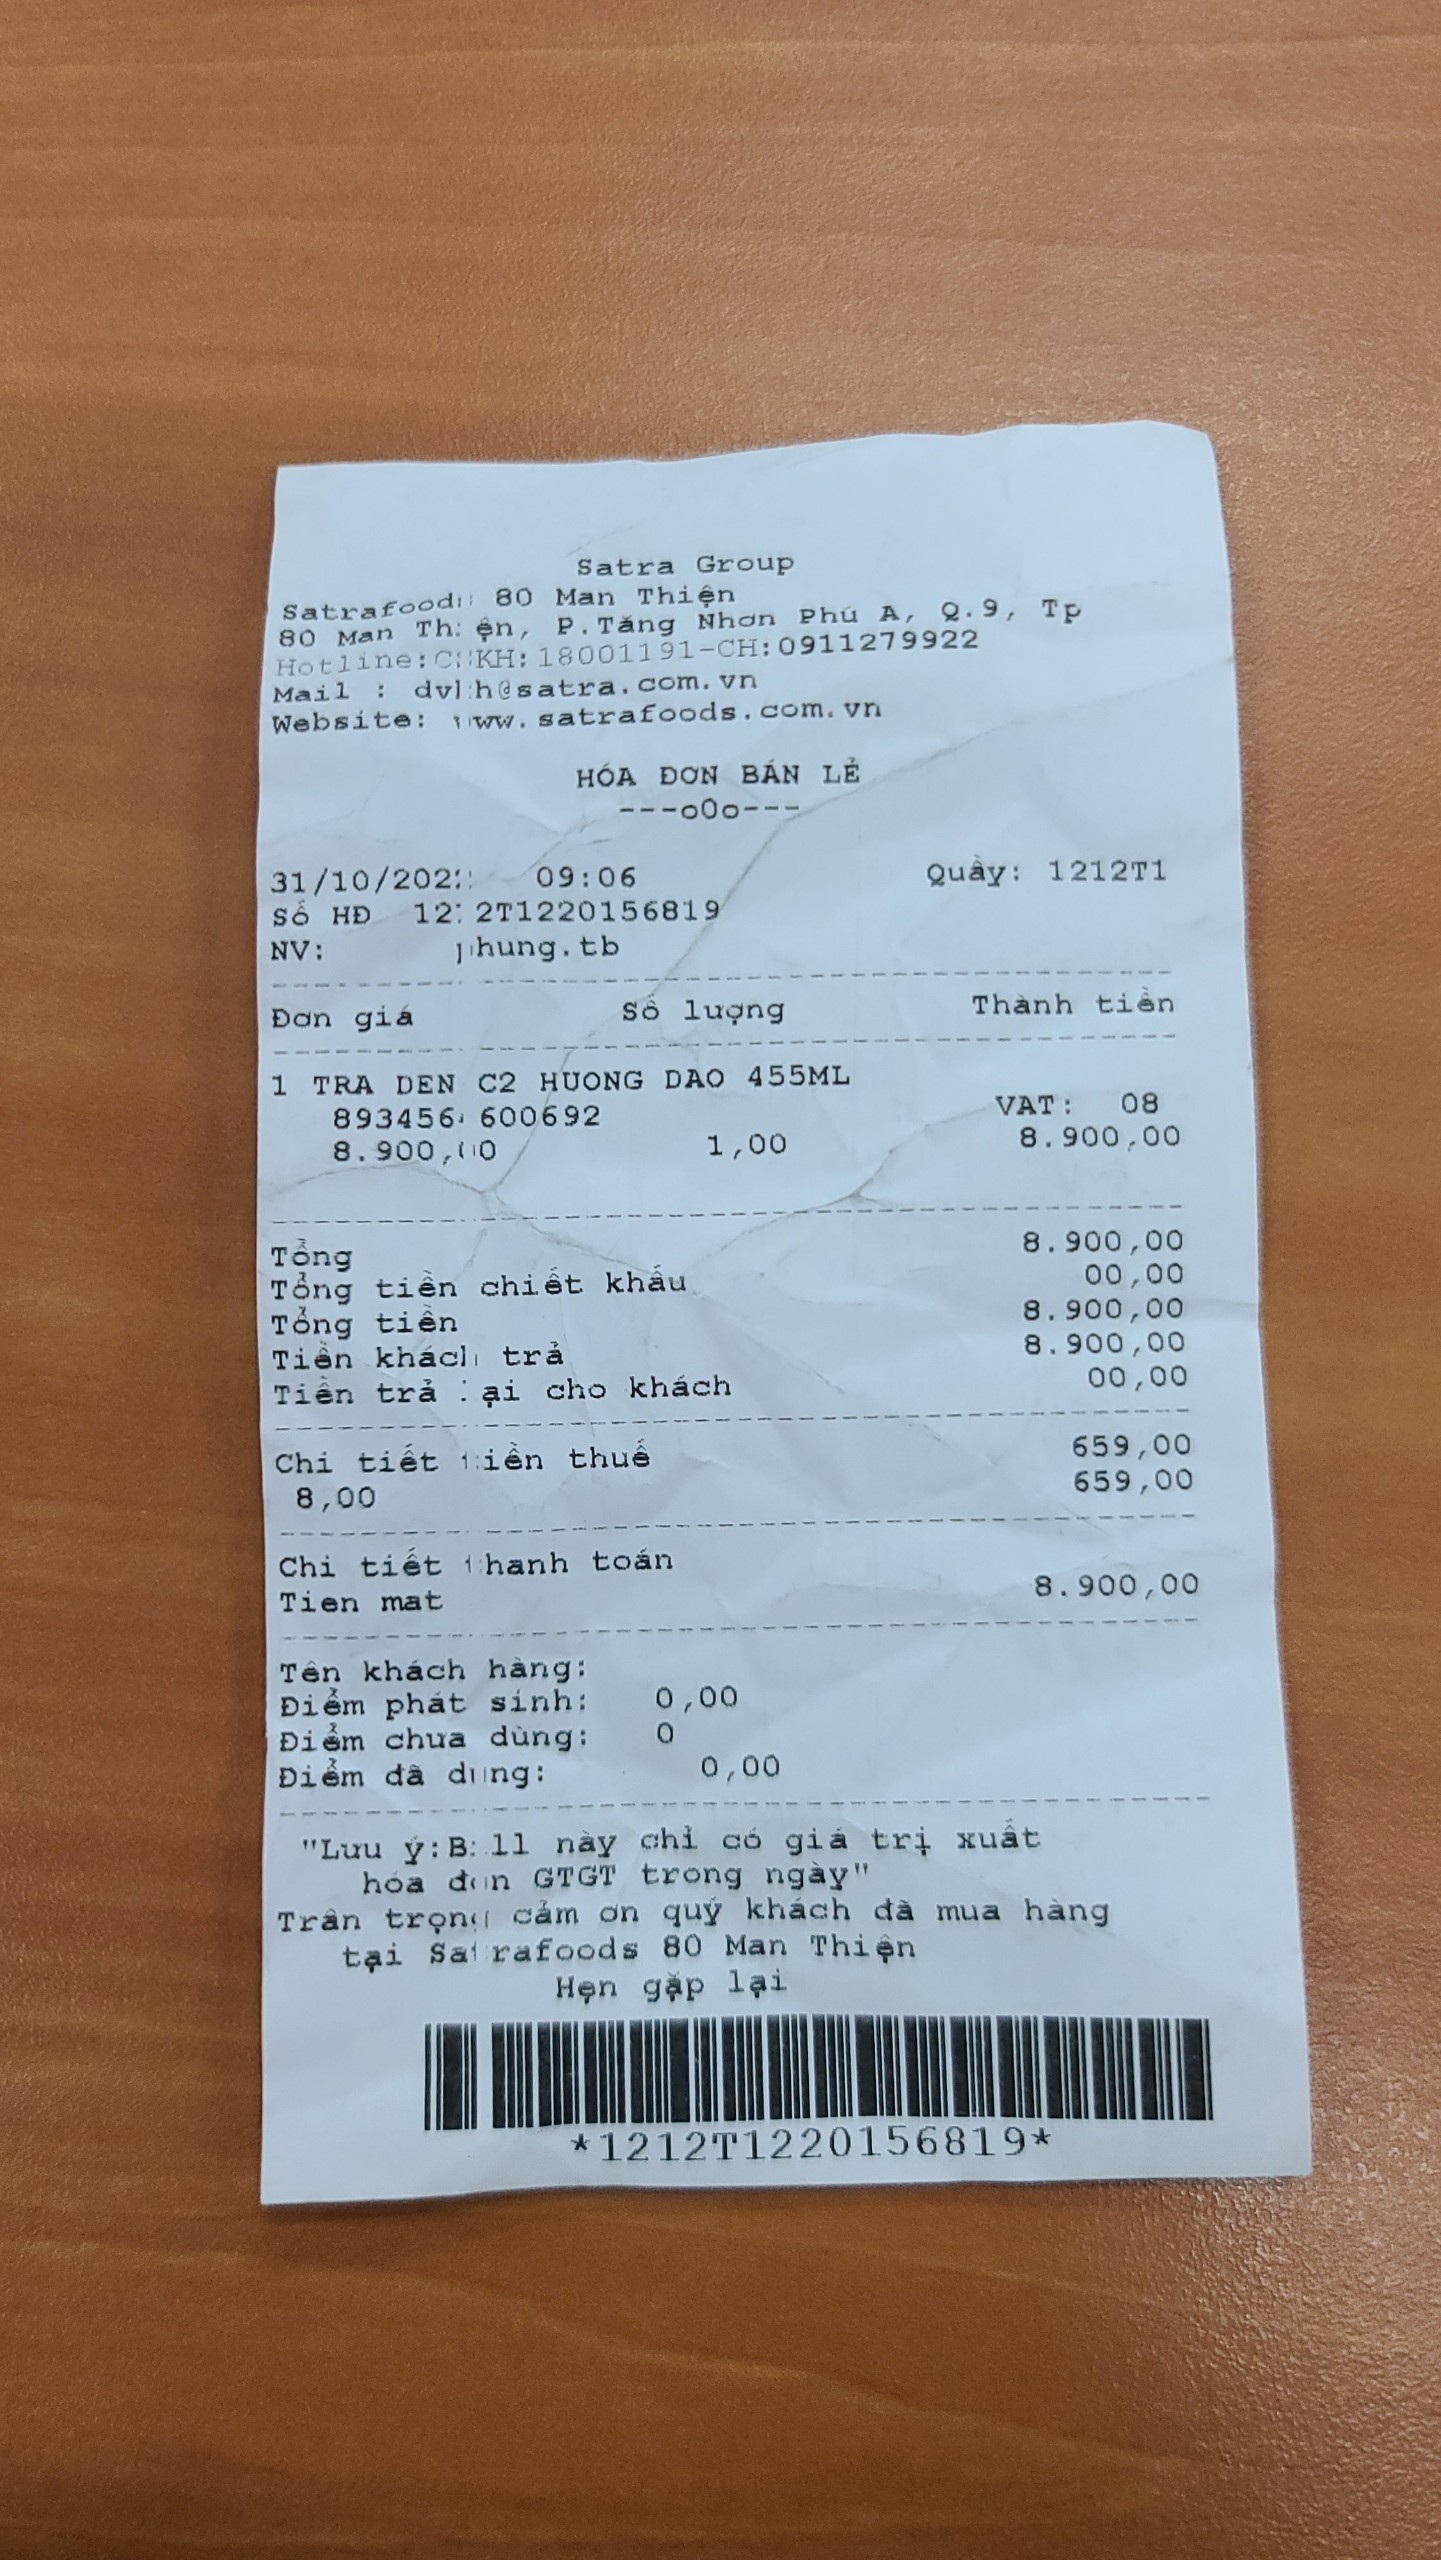 Satra Group
Satrafoods 80 Man Thiện
80 Man Thiện, P.Tăng Nhơn Phú A, Q.9, Tp
Hotline:CSKH:18001191-CH:0911279922
Mail : dvkh@satra.com.vn
Website: www.satrafoods.com.vn
HÓA ĐƠN BÁN LẺ
---oOo---
31/10/2022 09:06 Quầy: 1212T1
Số HĐ 1212T1220156819
NV: phung.tb
Đơn giá Số lượng Thành tiền
1 TRA DEN C2 HUONG DAO 455ML
VAT: 08
8.900,00 1,00 8.900,00
Tổng 8.900,00
Tổng tiền chiết khấu 00,00
Tổng tiền 8.900,00
Tiền khách trả 8.900,00
Tiền trả lại cho khách 00,00
Chi tiết tiền thuế 659,00
8,00 659,00
Chi tiết thanh toán
Tien mat 8.900,00
Tên khách hàng:
Điểm phát sinh: 0,00
Điểm chưa dùng: 0
Điểm đã dùng: 0,00
"Lưu ý:Bill này chỉ có giá trị xuất
hóa đơn GTGT trong ngày"
Trân trọng cảm ơn quý khách đã mua hàng
tại Satrafoods 80 Man Thiện
Hẹn gặp lại
*1212T1220156819*